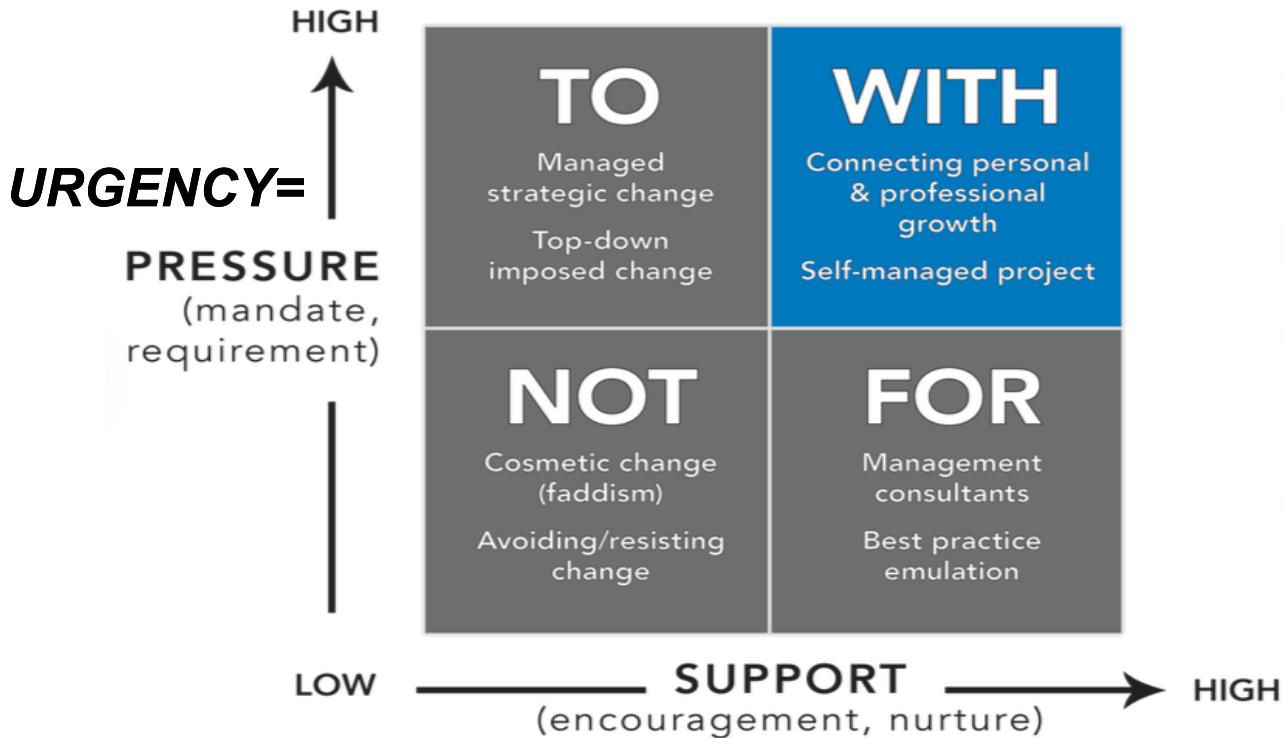 HIGH
URGENCY=
PRESSURE
(mandate,
requirement)
TO
Managed
strategic change
Top-down
imposed change
WITH
Connecting personal
& professional
growth
Self-managed project
NOT
Cosmetic change
(faddism)
Avoiding/resisting
change
FOR
Management
consultants
Best practice
emulation
LOW
SUPPORT
(encouragement, nurture)
HIGH